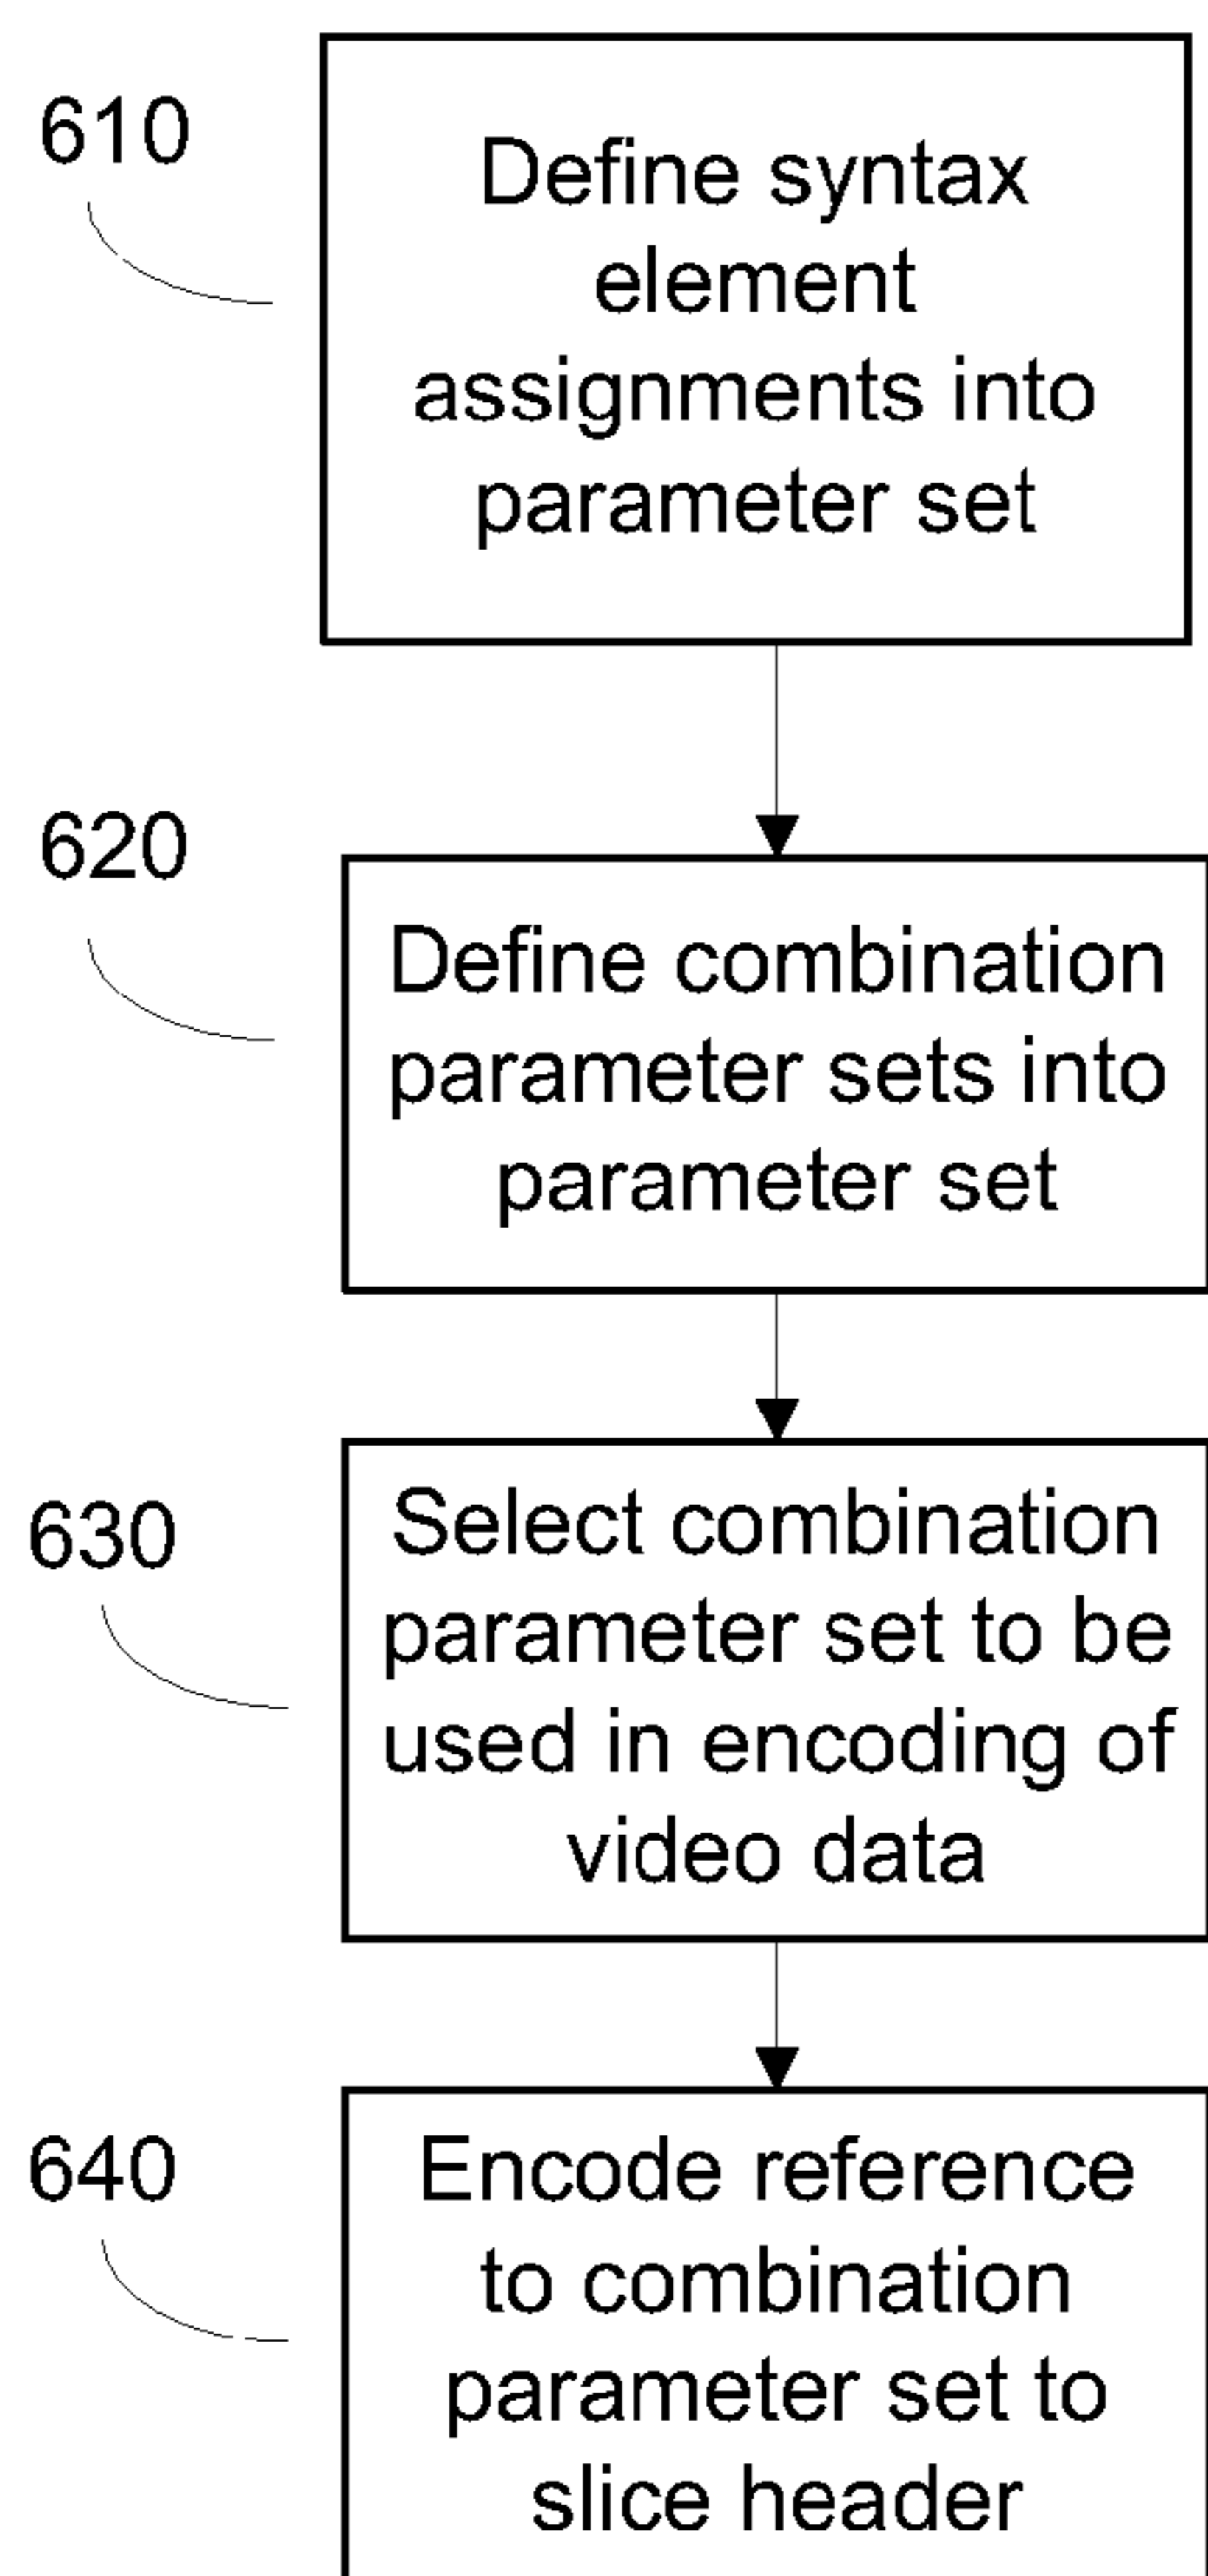 610
Define syntax
element
assignments into
parameter set
620
Define combination
parameter sets into
parameter set
630
Select combination
parameter set to be
used in encoding of
video data
640
Encode reference
to combination
parameter set to
slice header